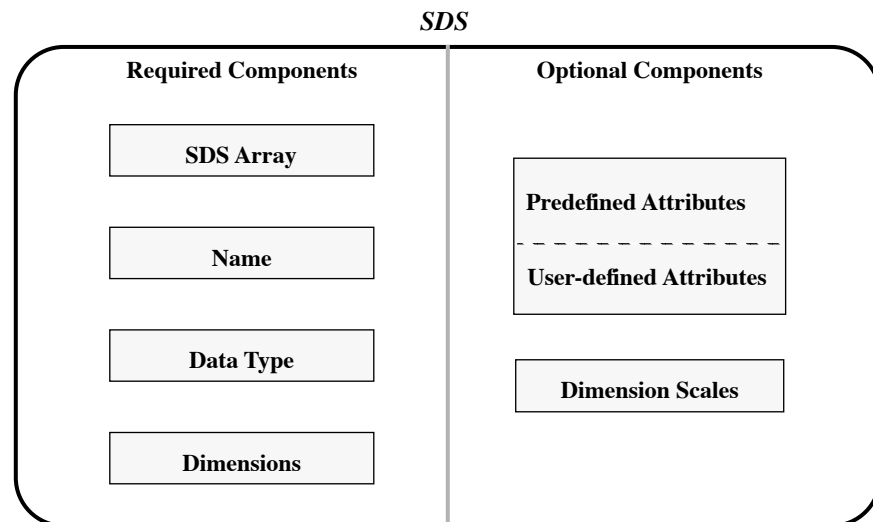 SDS
Required Components
SDS Array
Name
Data Type
Dimensions
Optional Components
Predefined Attributes
User-defined Attributes
Dimension Scales